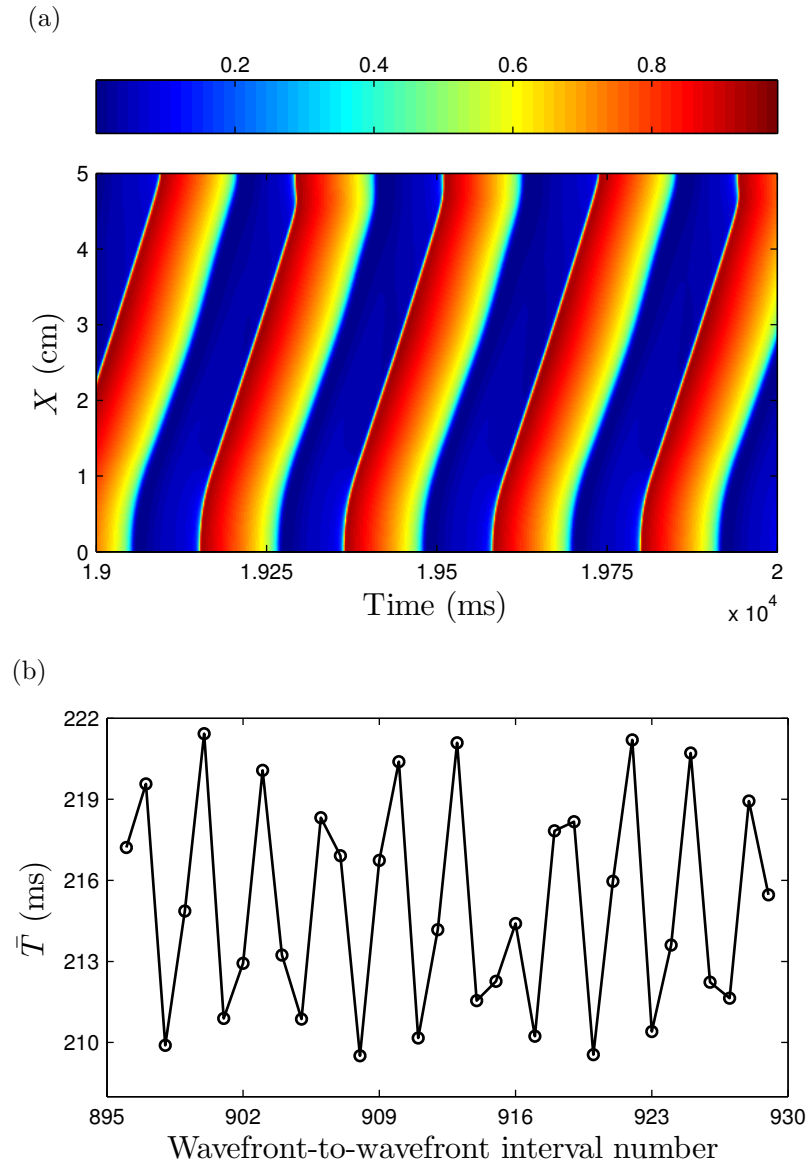 (a)
0.2 0.4 0.6 0.8
5
4
3
2
1
0
X (cm)
1.9 1.925 1.95 1.975 2
Time (ms)
x 10⁴
(b)
222
219
216
213
210
T̄ (ms)
895 902 909 916 923 930
Wavefront-to-wavefront interval number